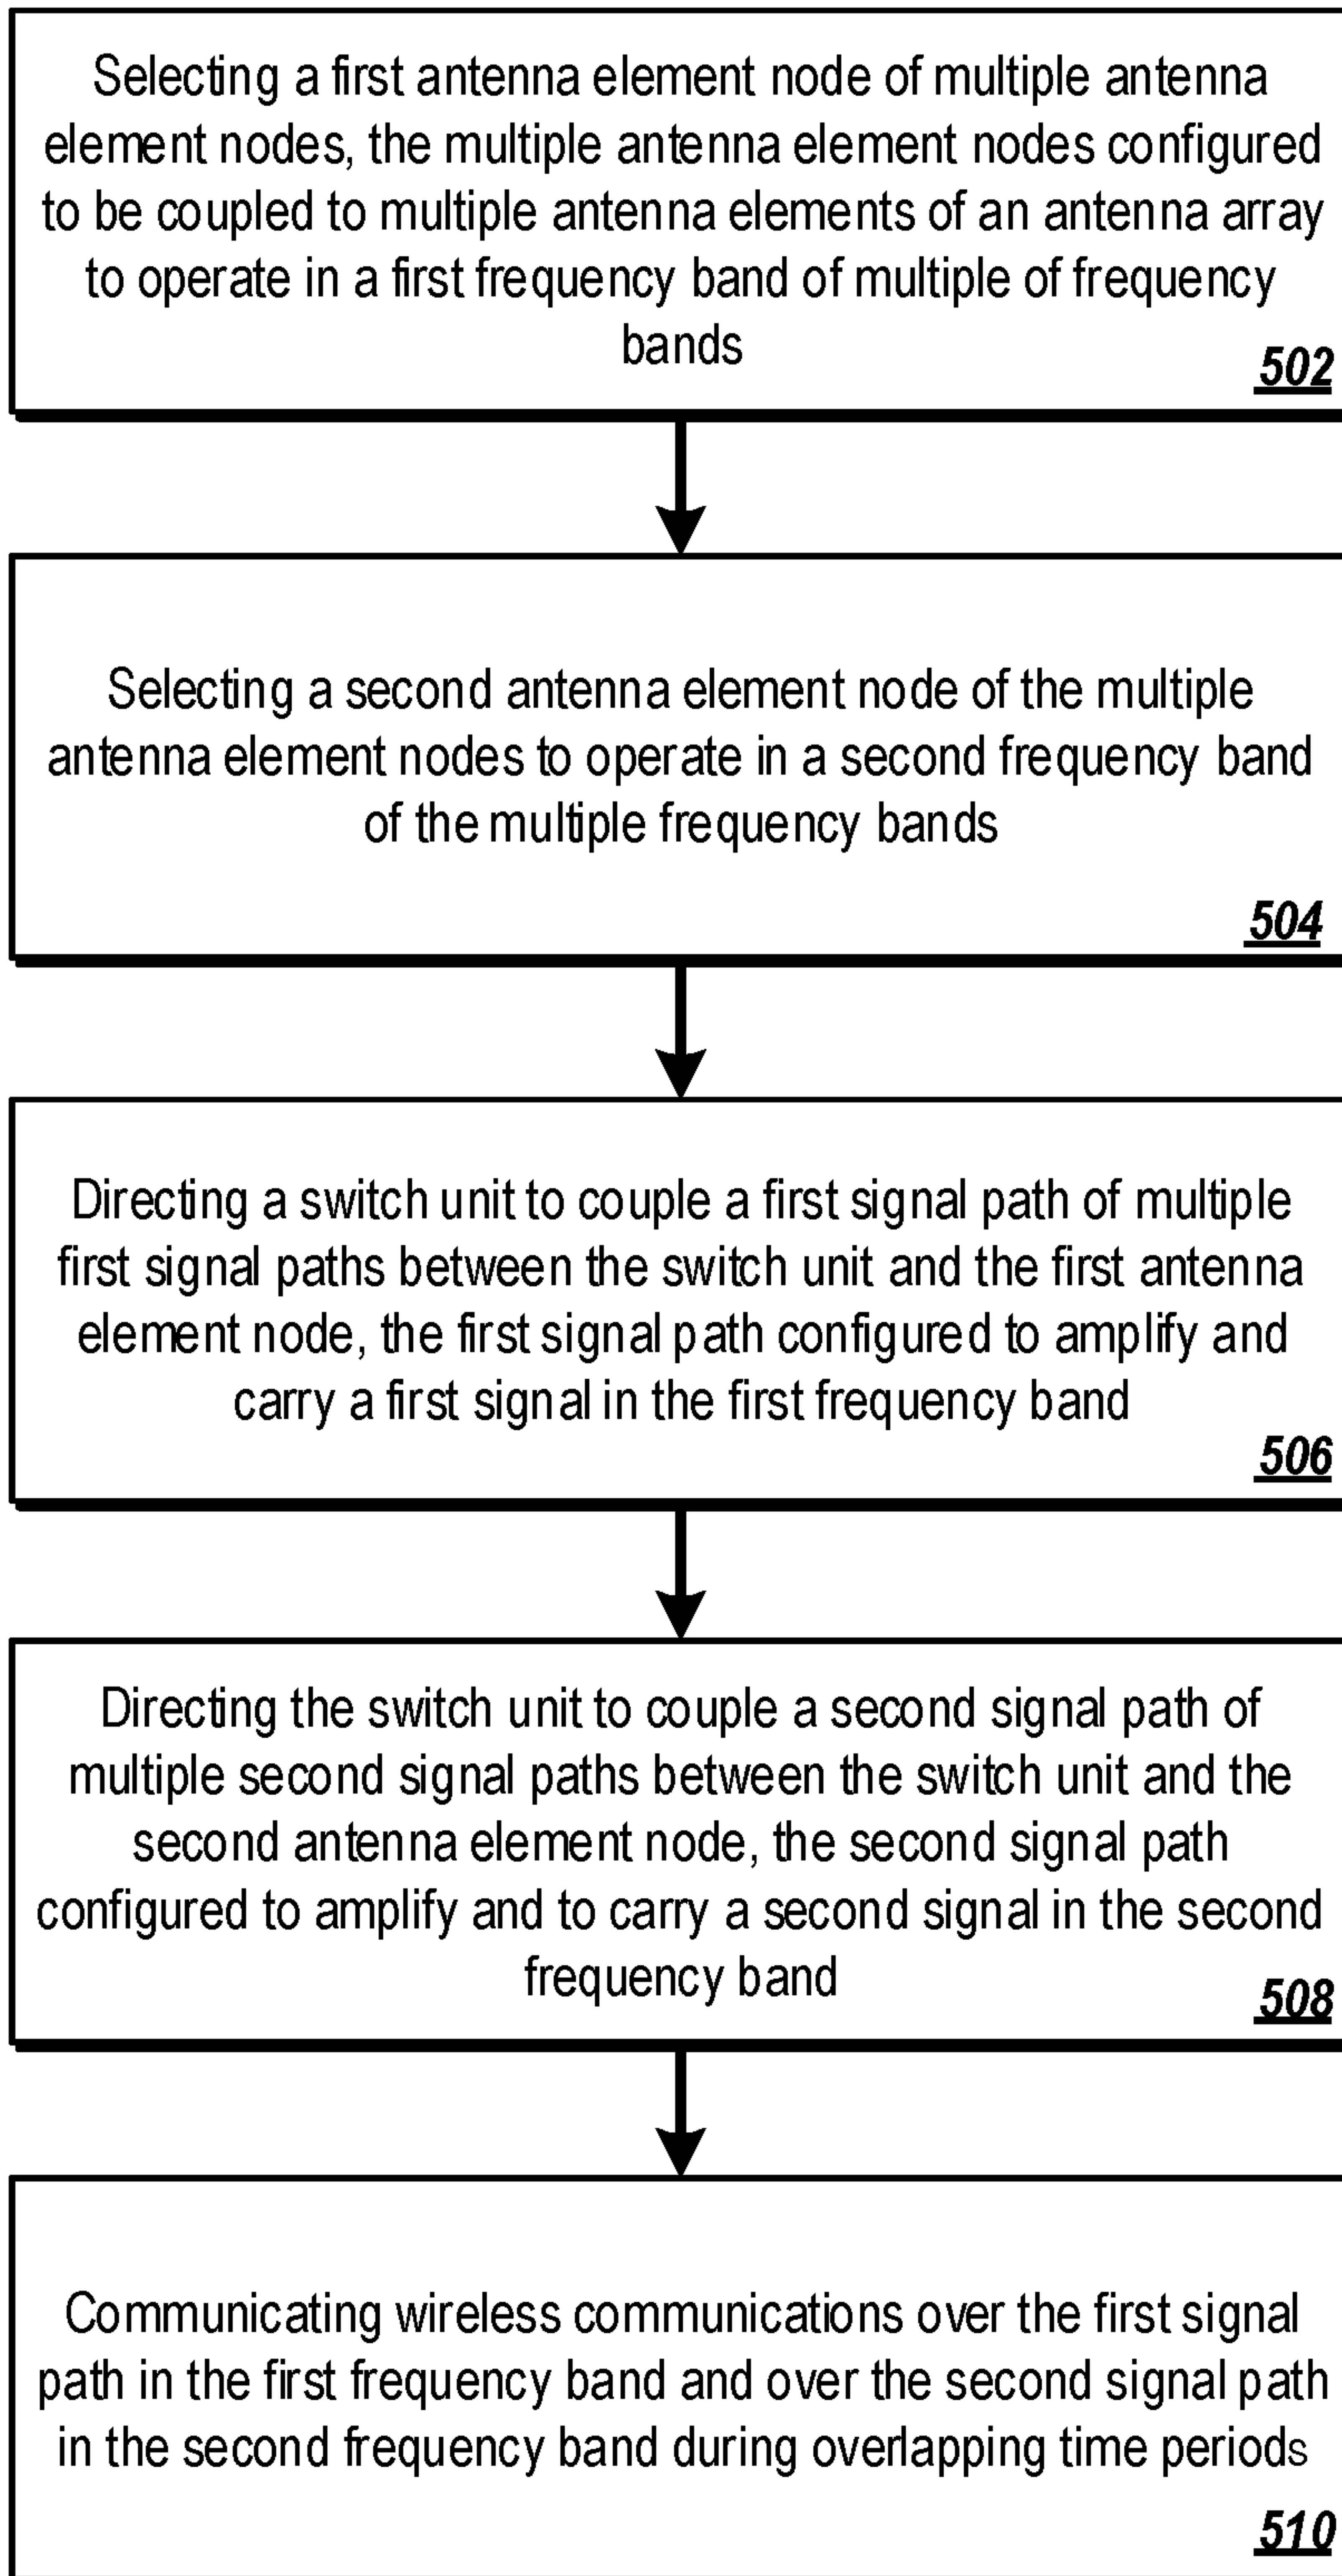 Selecting a first antenna element node of multiple antenna
element nodes, the multiple antenna element nodes configured
to be coupled to multiple antenna elements of an antenna array
to operate in a first frequency band of multiple of frequency
bands
502
Selecting a second antenna element node of the multiple
antenna element nodes to operate in a second frequency band
of the multiple frequency bands
504
Directing a switch unit to couple a first signal path of multiple
first signal paths between the switch unit and the first antenna
element node, the first signal path configured to amplify and
carry a first signal in the first frequency band
506
Directing the switch unit to couple a second signal path of
multiple second signal paths between the switch unit and the
second antenna element node, the second signal path
configured to amplify and to carry a second signal in the second
frequency band
508
Communicating wireless communications over the first signal
path in the first frequency band and over the second signal path
in the second frequency band during overlapping time periods
510